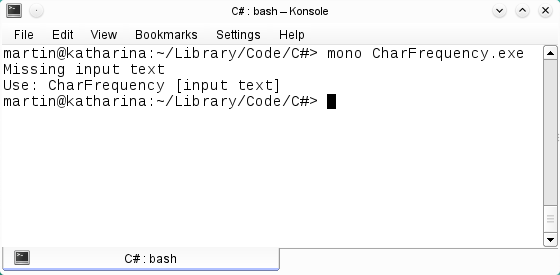 C# : bash – Konsole
File Edit View Bookmarks Settings Help
martin@katharina:~/Library/Code/C#> mono CharFrequency.exe
Missing input text
Use: CharFrequency [input text]
martin@katharina:~/Library/Code/C#>
C# : bash